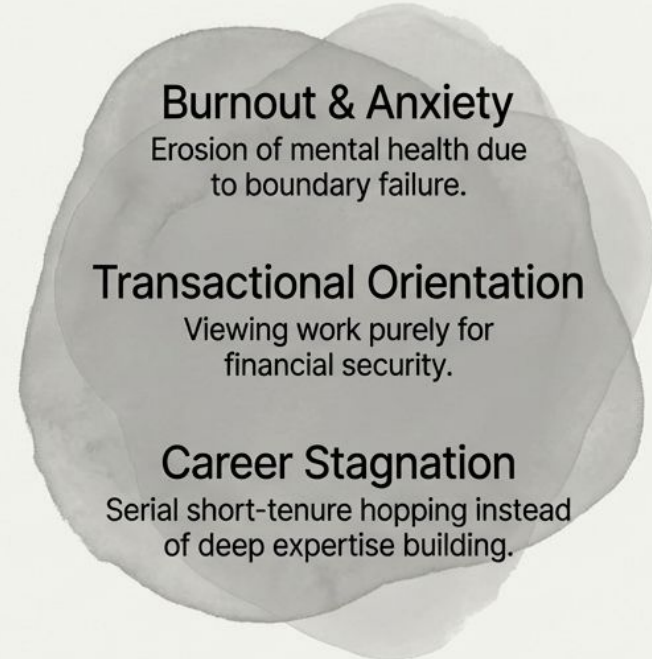 Burnout & Anxiety
Erosion of mental health due
to boundary failure.
Transactional Orientation
Viewing work purely for
financial security.
Career Stagnation
Serial short-tenure hopping instead
of deep expertise building.